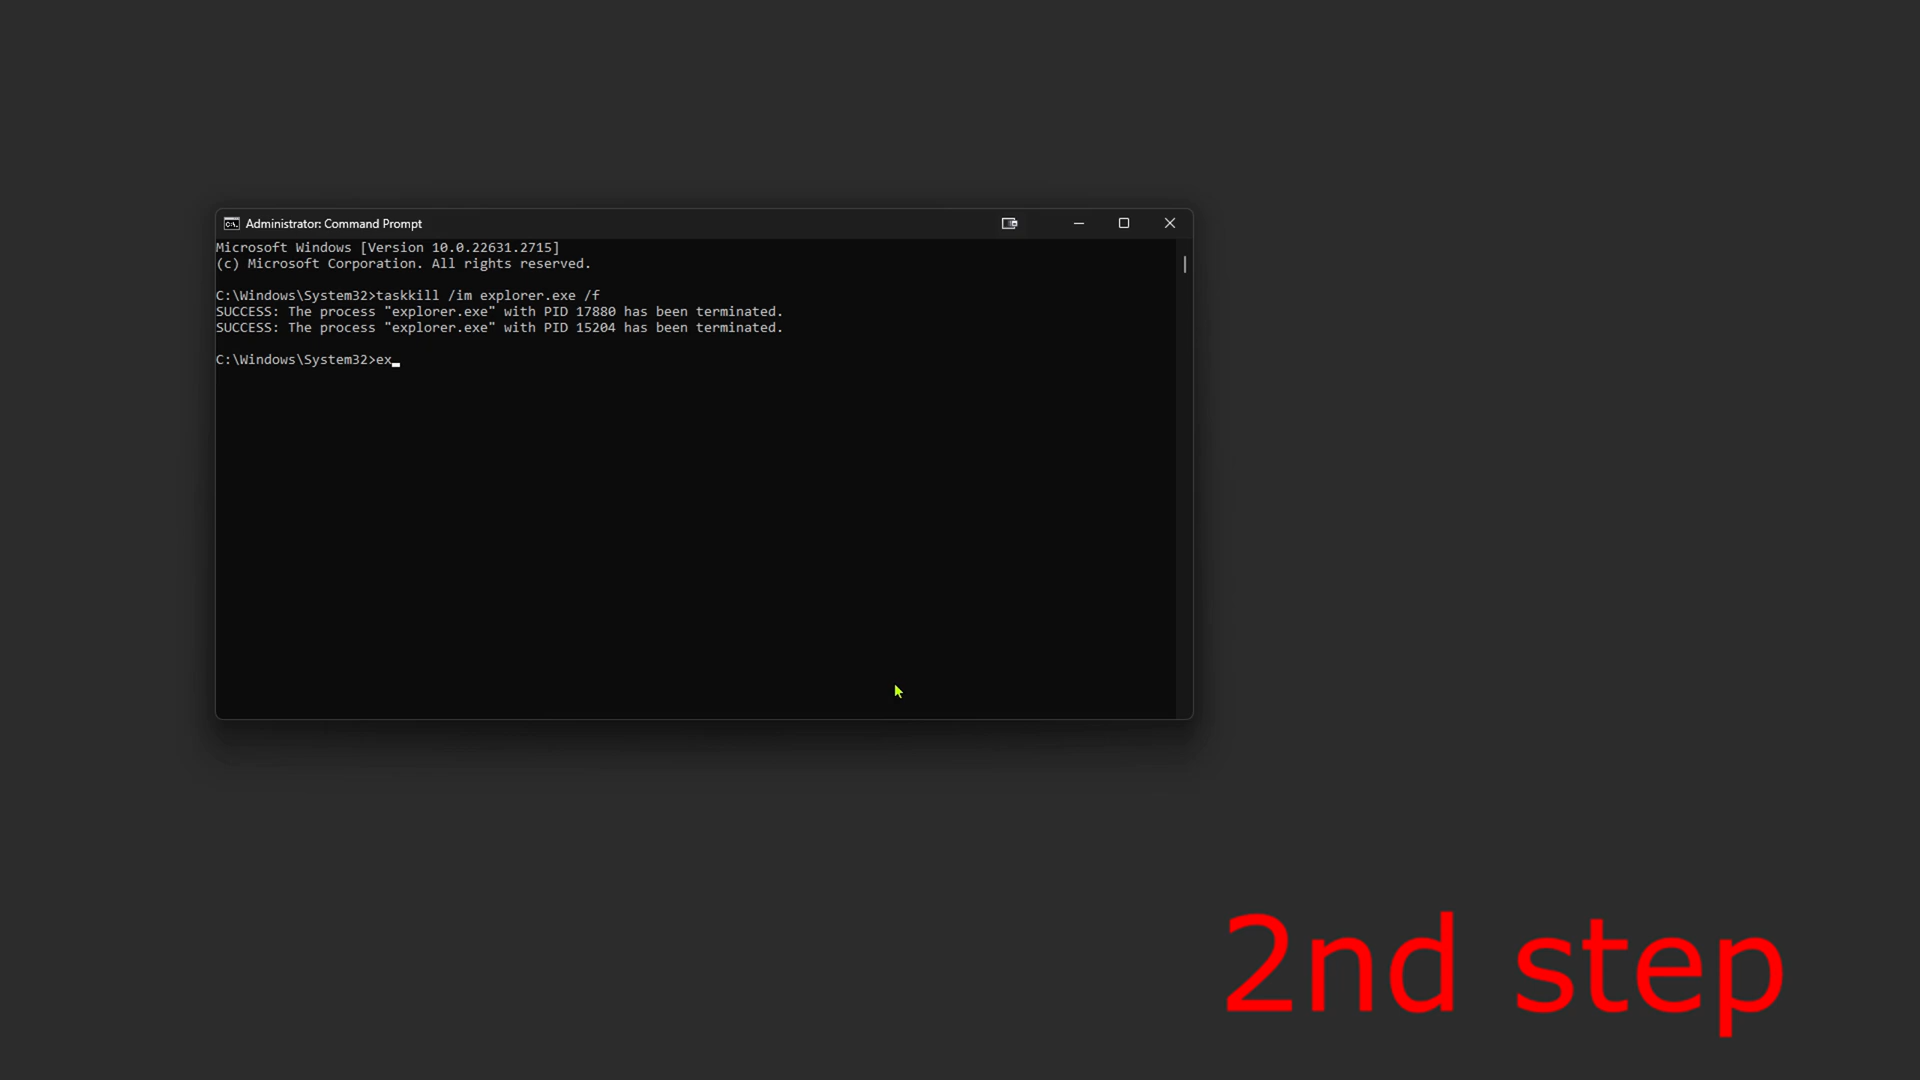 Administrator: Command Prompt
Microsoft Windows [Version 10.0.22631.2715]
(c) Microsoft Corporation. All rights reserved.
C:\Windows\System32>taskkill /im explorer.exe /f
SUCCESS: The process "explorer.exe" with PID 17880 has been terminated.
SUCCESS: The process "explorer.exe" with PID 15204 has been terminated.
C:\Windows\System32>ex
2nd step